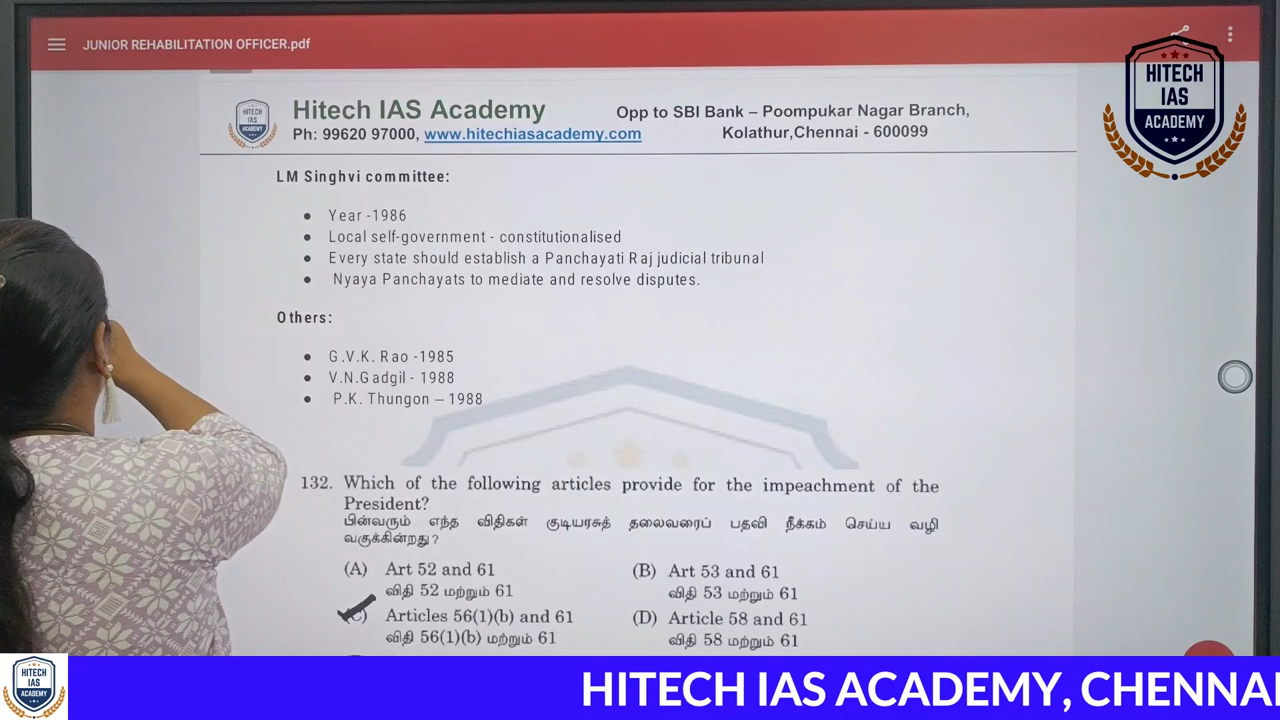 JUNIOR REHABILITATION OFFICER.pdf
HITECH
IAS
ACADEMY
HITECH
IAS
ACADEMY
Hitech IAS Academy
Ph: 99620 97000, www.hitechiasacademy.com
Opp to SBI Bank – Poompukar Nagar Branch,
Kolathur,Chennai - 600099
LM Singhvi committee:
● Year -1986
● Local self-government - constitutionalised
● Every state should establish a Panchayati Raj judicial tribunal
● Nyaya Panchayats to mediate and resolve disputes.
Others:
● G.V.K. Rao -1985
● V.N.Gadgil - 1988
● P.K. Thungon – 1988
132. Which of the following articles provide for the impeachment of the
President?
பின்வரும் எந்த விதிகள் குடியரசுத் தலைவரைப் பதவி நீக்கம் செய்ய வழி
வகுக்கின்றது?
(A) Art 52 and 61
விதி 52 மற்றும் 61
(B) Art 53 and 61
விதி 53 மற்றும் 61
(C) Articles 56(1)(b) and 61
விதி 56(1)(b) மற்றும் 61
(D) Article 58 and 61
விதி 58 மற்றும் 61
HITECH
IAS
ACADEMY
HITECH IAS ACADEMY, CHENNAI